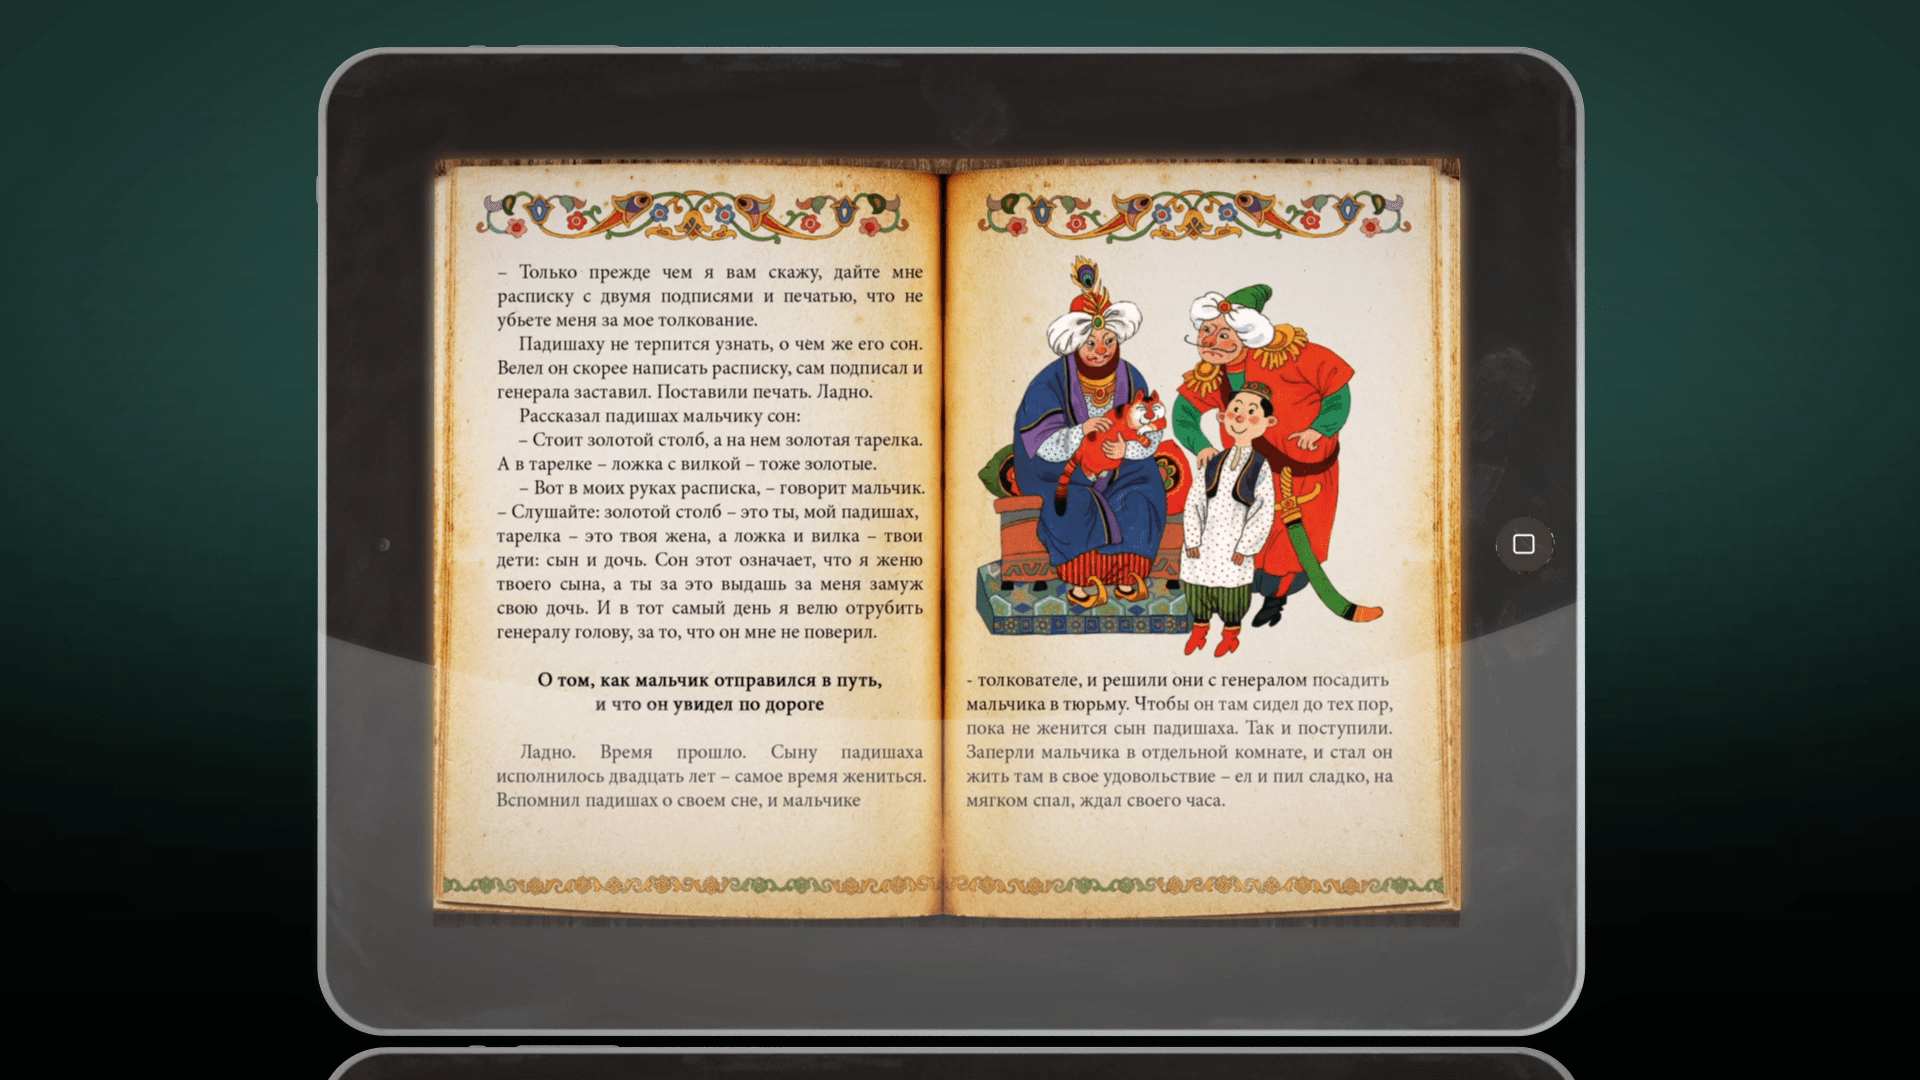 – Только прежде чем я вам скажу, дайте мне
расписку с двумя подписями и печатью, что не
убьете меня за мое толкование.
Падишаху не терпится узнать, о чем же его сон.
Велел он скорее написать расписку, сам подписал и
генерала заставил. Поставили печать. Ладно.
Рассказал падишах мальчику сон:
– Стоит золотой столб, а на нем золотая тарелка.
А в тарелке – ложка с вилкой – тоже золотые.
– Вот в моих руках расписка, – говорит мальчик.
– Слушайте: золотой столб – это ты, мой падишах,
тарелка – это твоя жена, а ложка и вилка – твои
дети: сын и дочь. Сон этот означает, что я женю
твоего сына, а ты за это выдашь за меня замуж
свою дочь. И в тот самый день я велю отрубить
генералу голову, за то, что он мне не поверил.
О том, как мальчик отправился в путь,
и что он увидел по дороге
Ладно. Время прошло. Сыну падишаха
исполнилось двадцать лет – самое время жениться.
Вспомнил падишах о своем сне, и мальчике
- толкователе, и решили они с генералом посадить
мальчика в тюрьму. Чтобы он там сидел до тех пор,
пока не женится сын падишаха. Так и поступили.
Заперли мальчика в отдельной комнате, и стал он
жить там в свое удовольствие – ел и пил сладко, на
мягком спал, ждал своего часа.